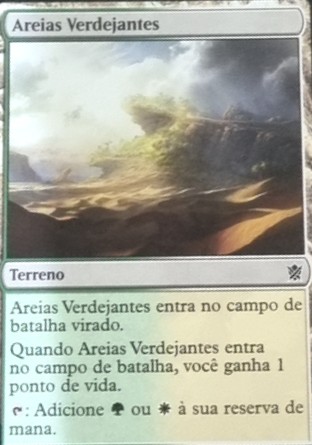 Areias Verdejantes
Terreno
Areias Verdejantes entra no campo de
batalha virado.
Quando Areias Verdejantes entra
no campo de batalha, você ganha 1
ponto de vida.
: Adicione ou à sua reserva de
mana.